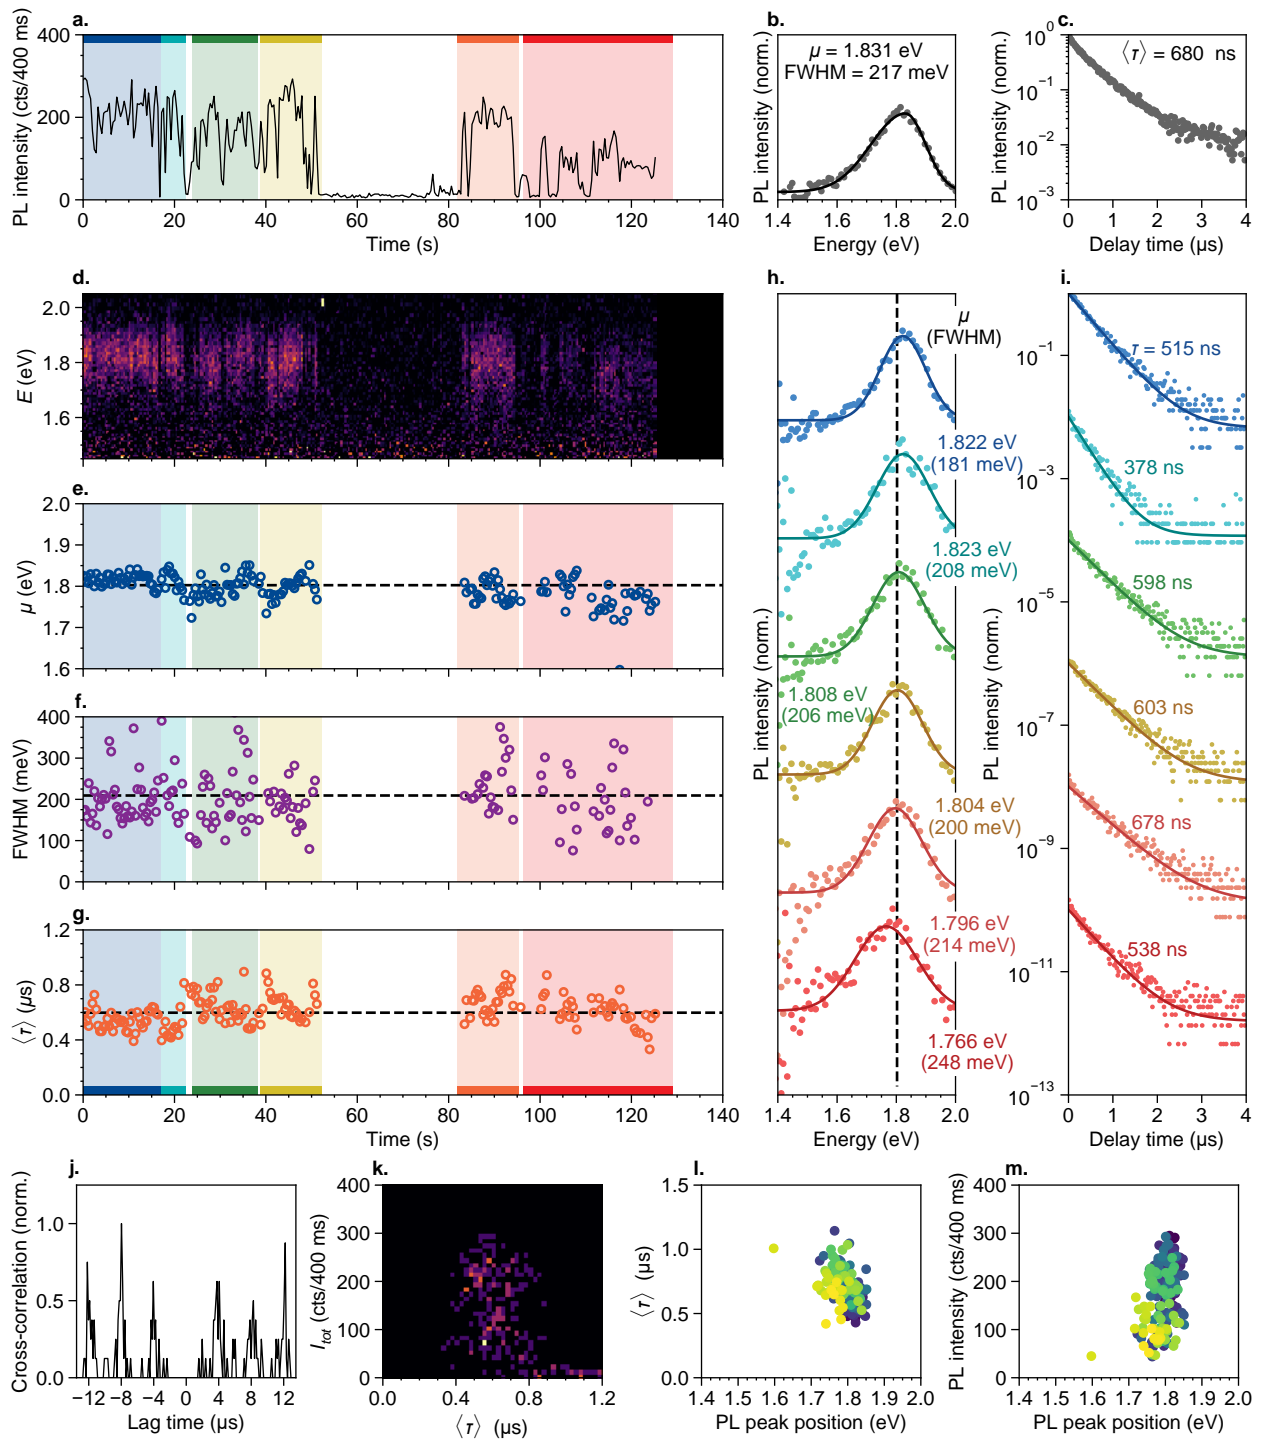 a.
PL intensity (cts/400 ms)
400
200
0
0 20 40 60 80 100 120 140
Time (s)
b.
μ = 1.831 eV
FWHM = 217 meV
PL intensity (norm.)
1.4 1.6 1.8 2.0
Energy (eV)
c.
⟨τ⟩ = 680 ns
PL intensity (norm.)
10⁰
10⁻¹
10⁻²
10⁻³
0 1 2 3 4
Delay time (μs)
d.
E (eV)
2.0
1.8
1.6
e.
μ (eV)
2.0
1.9
1.8
1.7
1.6
f.
FWHM (meV)
400
300
200
100
0
g.
⟨τ⟩ (μs)
1.2
0.8
0.4
0.0
0 20 40 60 80 100 120 140
Time (s)
h.
μ
(FWHM)
1.822 eV
(181 meV)
1.823 eV
(208 meV)
1.808 eV
(206 meV)
1.804 eV
(200 meV)
1.796 eV
(214 meV)
1.766 eV
(248 meV)
PL intensity (norm.)
1.4 1.6 1.8 2.0
Energy (eV)
i.
τ = 515 ns
378 ns
598 ns
603 ns
678 ns
538 ns
PL intensity (norm.)
10⁻¹
10⁻³
10⁻⁵
10⁻⁷
10⁻⁹
10⁻¹¹
10⁻¹³
0 1 2 3 4
Delay time (μs)
j.
Cross-correlation (norm.)
1.0
0.5
0.0
−12 −8 −4 0 4 8 12
Lag time (μs)
k.
I_tot (cts/400 ms)
400
300
200
100
0
0.0 0.4 0.8 1.2
⟨τ⟩ (μs)
l.
⟨τ⟩ (μs)
1.5
1.0
0.5
0.0
1.4 1.5 1.6 1.7 1.8 1.9 2.0
PL peak position (eV)
m.
PL intensity (cts/400 ms)
400
300
200
100
0
1.4 1.5 1.6 1.7 1.8 1.9 2.0
PL peak position (eV)